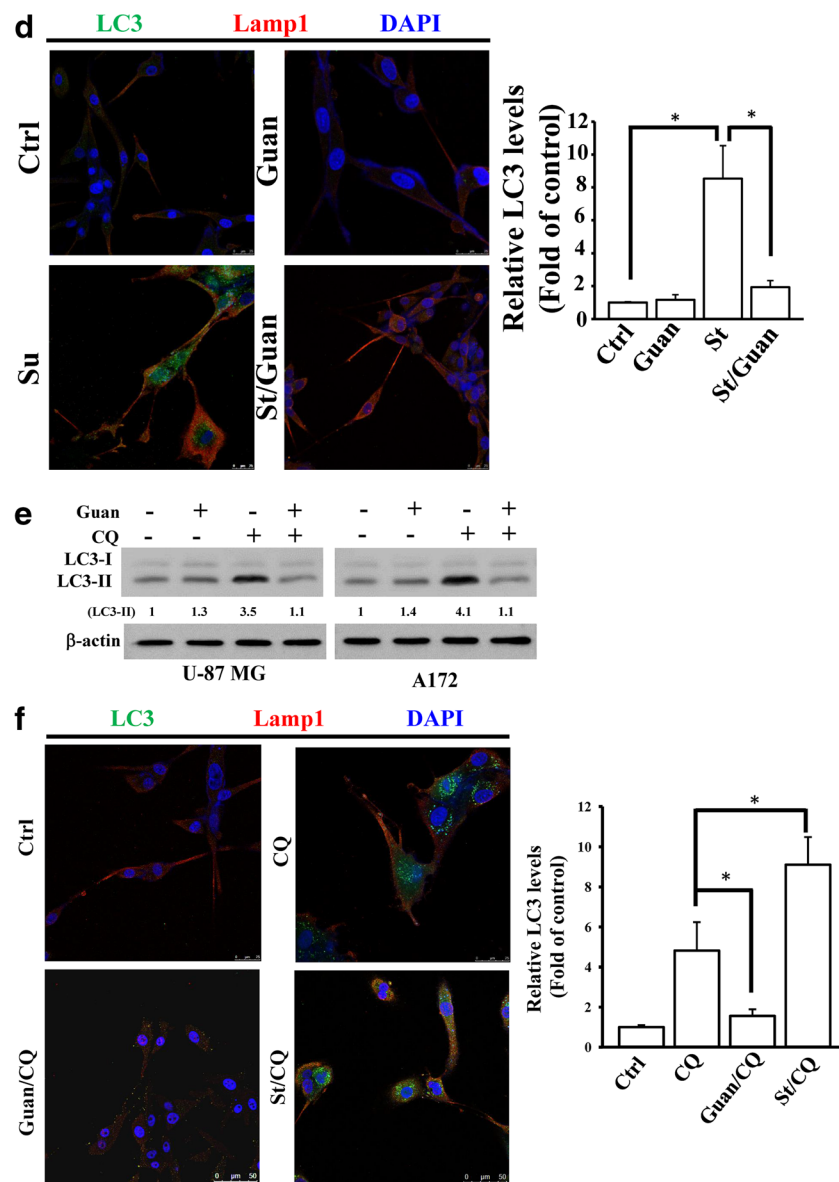 d
LC3 Lamp1 DAPI
Ctrl
Guan
Su
St/Guan
Relative LC3 levels
(Fold of control)
12
10
8
6
4
2
0
* *
Ctrl Guan St St/Guan
e
Guan - + - + - + - +
CQ - - + + - - + +
LC3-I
LC3-II
(LC3-II) 1 1.3 3.5 1.1 1 1.4 4.1 1.1
β-actin
U-87 MG A172
f
LC3 Lamp1 DAPI
Ctrl
CQ
Guan/CQ
St/CQ
0 µm 50
0 µm 50
Relative LC3 levels
(Fold of control)
12
10
8
6
4
2
0
*
*
Ctrl CQ Guan/CQ St/CQ